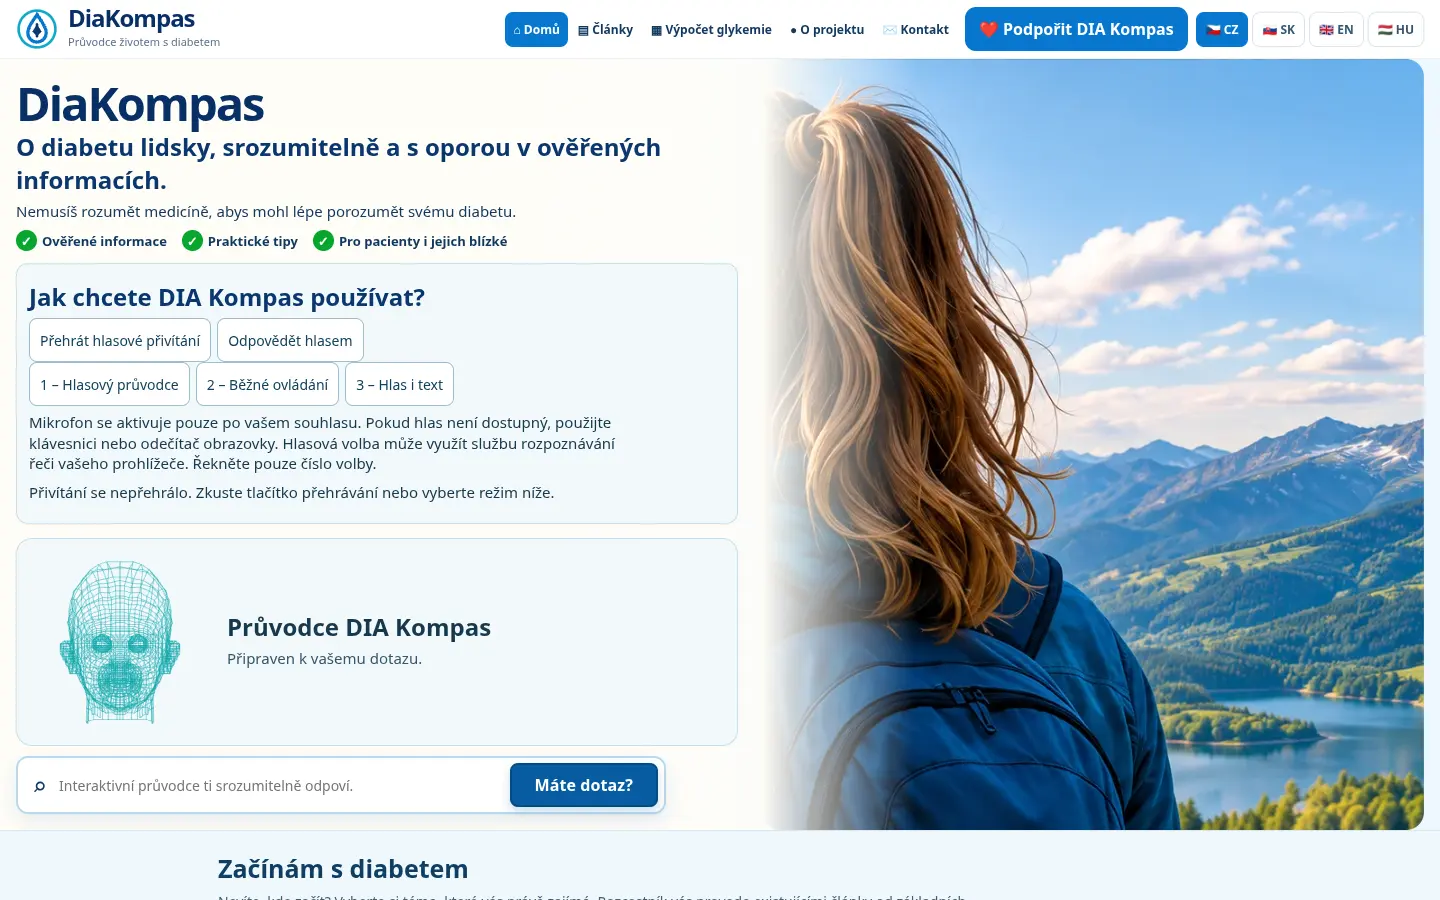 DiaKompas
Průvodce životem s diabetem
Domů
Články
Výpočet glykemie
O projektu
Kontakt
Podpořit DIA Kompas
CZ
SK
EN
HU
DiaKompas
O diabetu lidsky, srozumitelně a s oporou v ověřených
informacích.
Nemusíš rozumět medicíně, abys mohl lépe porozumět svému diabetu.
Ověřené informace
Praktické tipy
Pro pacienty i jejich blízké
Jak chcete DIA Kompas používat?
Přehrát hlasové přivítání
Odpovědět hlasem
1 – Hlasový průvodce
2 – Běžné ovládání
3 – Hlas i text
Mikrofon se aktivuje pouze po vašem souhlasu. Pokud hlas není dostupný, použijte
klávesnici nebo odečítač obrazovky. Hlasová volba může využít službu rozpoznávání
řeči vašeho prohlížeče. Řekněte pouze číslo volby.
Přivítání se nepřehrálo. Zkuste tlačítko přehrávání nebo vyberte režim níže.
Průvodce DIA Kompas
Připraven k vašemu dotazu.
Interaktivní průvodce ti srozumitelně odpoví.
Máte dotaz?
Začínám s diabetem